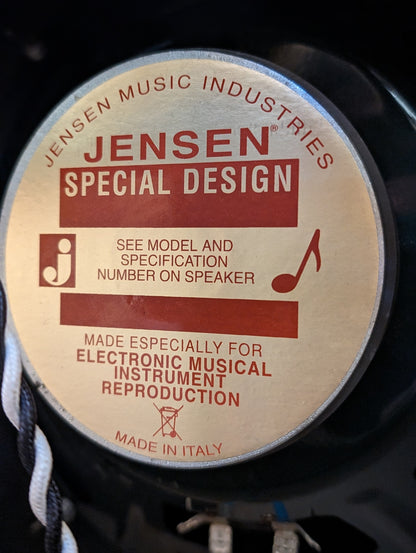 JENSEN MUSIC INDUSTRIES
JENSEN®
SPECIAL DESIGN
j
SEE MODEL AND
SPECIFICATION
NUMBER ON SPEAKER
MADE ESPECIALLY FOR
ELECTRONIC MUSICAL
INSTRUMENT
REPRODUCTION
MADE IN ITALY